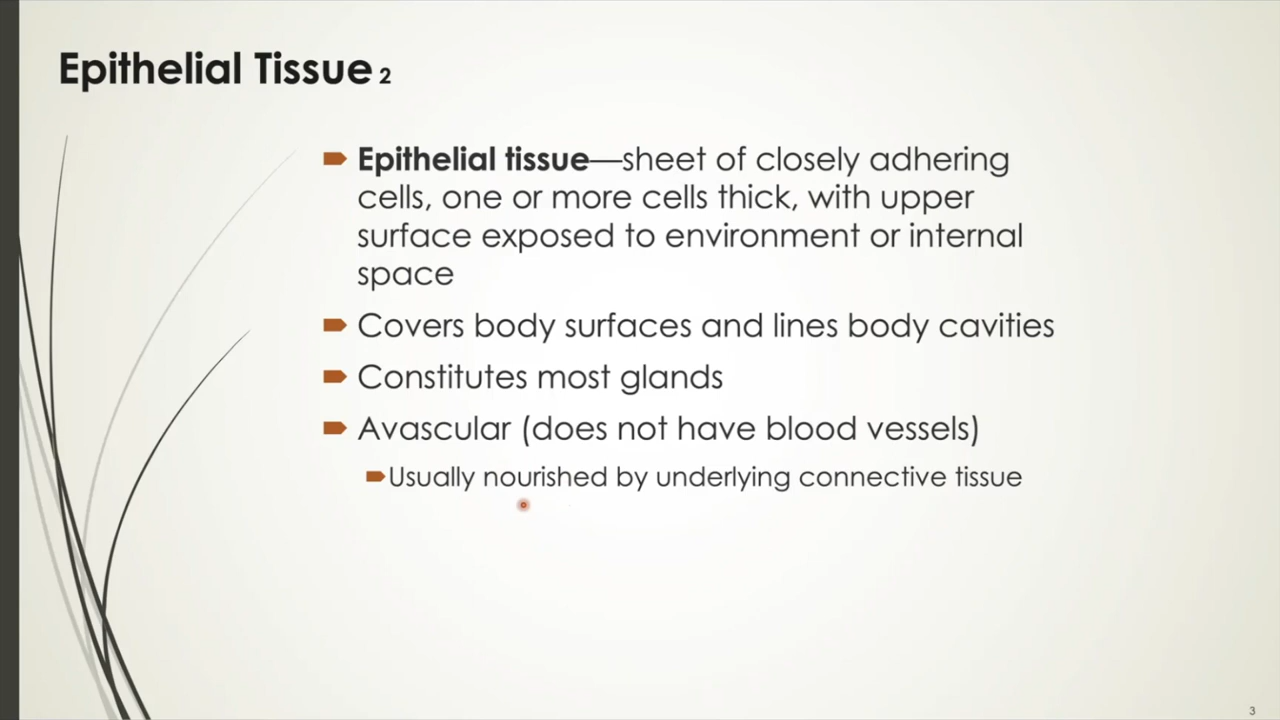 Epithelial Tissue 2
Epithelial tissue—sheet of closely adhering
cells, one or more cells thick, with upper
surface exposed to environment or internal
space
Covers body surfaces and lines body cavities
Constitutes most glands
Avascular (does not have blood vessels)
Usually nourished by underlying connective tissue
3